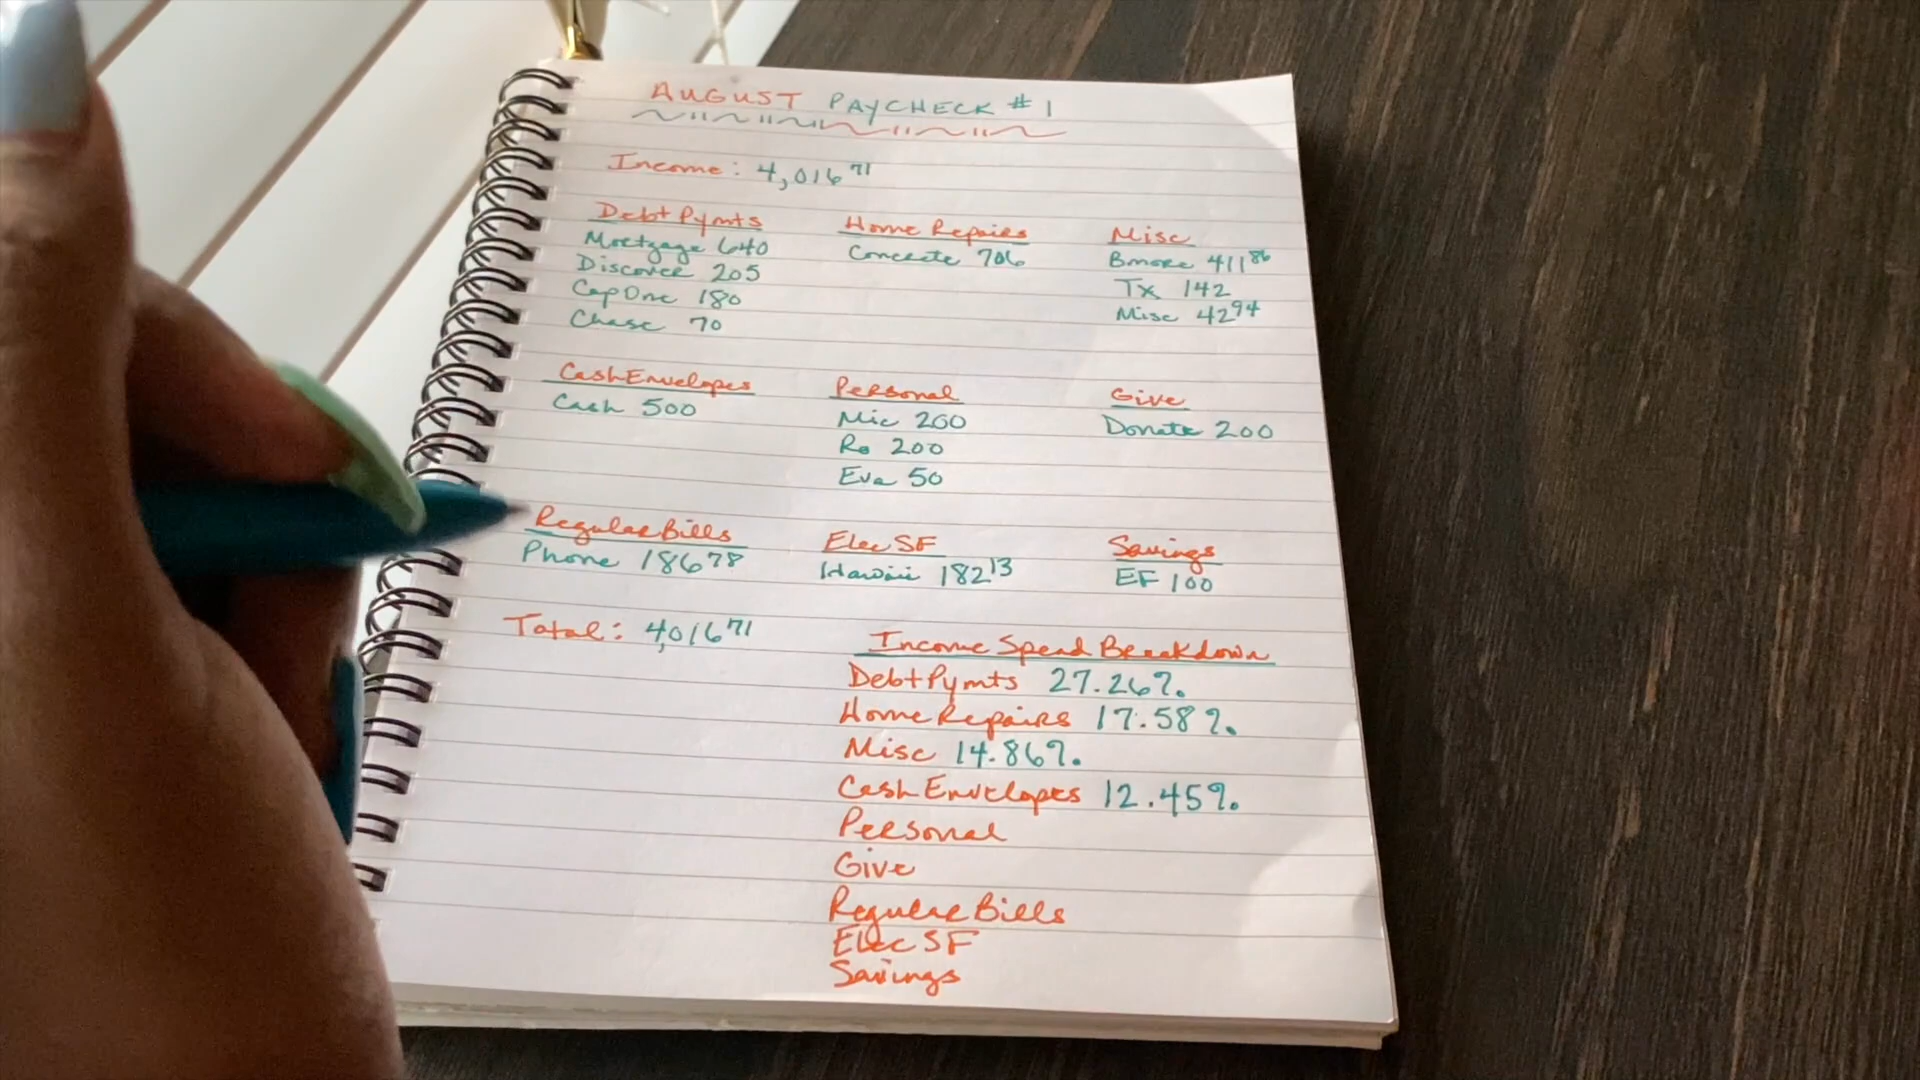 AUGUST PAYCHECK #1
Income: 4,016 71
Debt Pymts
Mortgage 640
Discover 205
Cap One 180
Chase 70
Home Repairs
Concrete 706
Misc
Bmore 411 86
Tx 142
Misc 42 94
Cash Envelopes
Cash 500
Personal
Mic 200
Ro 200
Eva 50
Give
Donate 200
Regular Bills
Phone 186 78
Elec SF
Hawaii 182 13
Savings
EF 100
Total: 4,016 71
Income Spend Breakdown
Debt Pymts 27.26%
Home Repairs 17.58%
Misc 14.86%
Cash Envelopes 12.45%
Personal
Give
Regular Bills
Elec SF
Savings